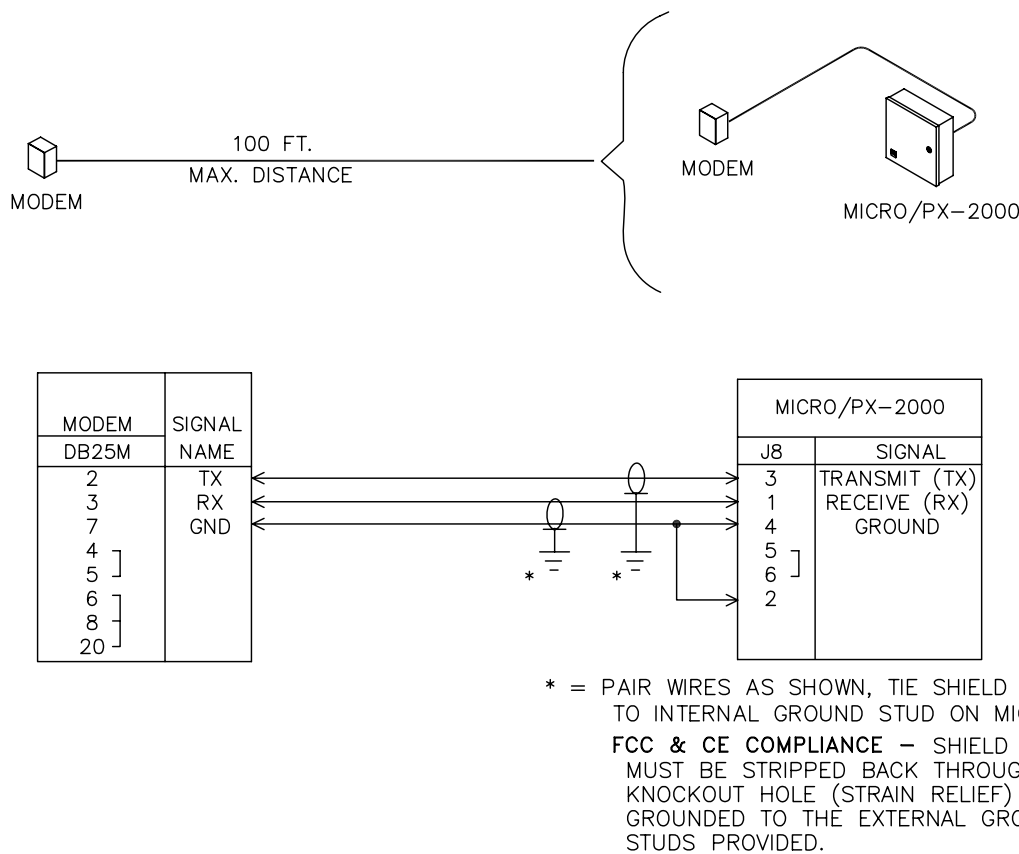 100 FT.
MAX. DISTANCE
MODEM
MODEM
MICRO/PX-2000
MODEM SIGNAL
DB25M NAME
2 TX
3 RX
7 GND
4
5
6
8
20
MICRO/PX-2000
J8 SIGNAL
3 TRANSMIT (TX)
1 RECEIVE (RX)
4 GROUND
5
6
2
* *
* = PAIR WIRES AS SHOWN, TIE SHIELD
TO INTERNAL GROUND STUD ON
FCC & CE COMPLIANCE – SHIELD
MUST BE STRIPPED BACK
KNOCKOUT HOLE (STRAIN RELIEF)
GROUNDED TO THE EXTERNAL
STUDS PROVIDED.